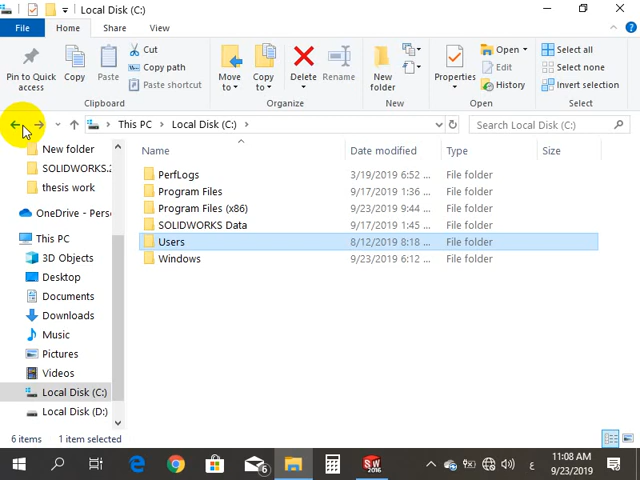 Local Disk (C:)
File
Home
Share
View
Pin to Quick access
Copy
Paste
Cut
Copy path
Paste shortcut
Move to
Copy to
Delete
Rename
New folder
Properties
Open
Edit
History
Select all
Select none
Invert selection
Clipboard
Organize
New
Open
Select
This PC > Local Disk (C:) >
Search Local Disk (C:)
Name
Date modified
Type
Size
New folder
SOLIDWORKS.2
thesis work
OneDrive - Pers
This PC
3D Objects
Desktop
Documents
Downloads
Music
Pictures
Videos
Local Disk (C:)
Local Disk (D:)
PerfLogs 3/19/2019 6:52 ... File folder
Program Files 9/17/2019 1:36 ... File folder
Program Files (x86) 9/23/2019 9:44 ... File folder
SOLIDWORKS Data 9/17/2019 1:45 ... File folder
Users 8/12/2019 8:18 ... File folder
Windows 9/23/2019 6:12 ... File folder
6 items 1 item selected
6
SW
2016
ع
11:08 AM
9/23/2019